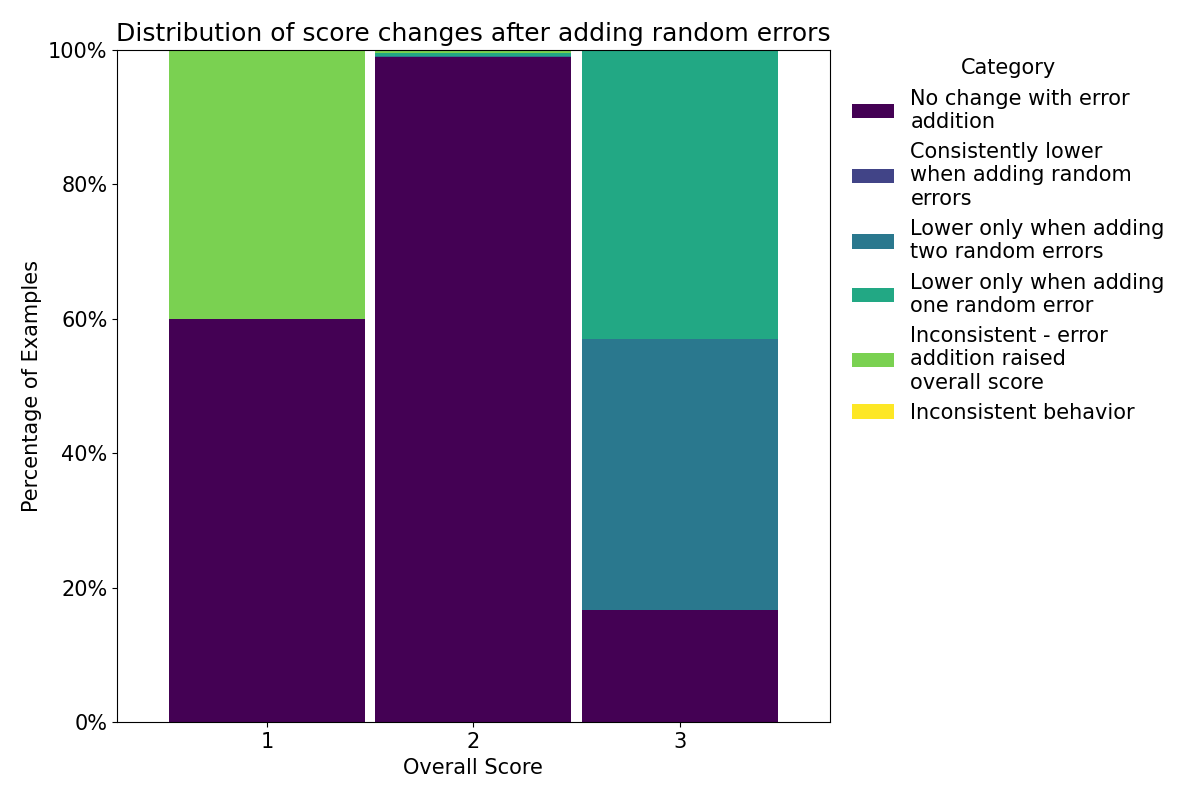 Distribution of score changes after adding random errors
100%
80%
60%
40%
20%
0%
Percentage of Examples
1
2
3
Overall Score
Category
No change with error
addition
Consistently lower
when adding random
errors
Lower only when adding
two random errors
Lower only when adding
one random error
Inconsistent - error
addition raised
overall score
Inconsistent behavior